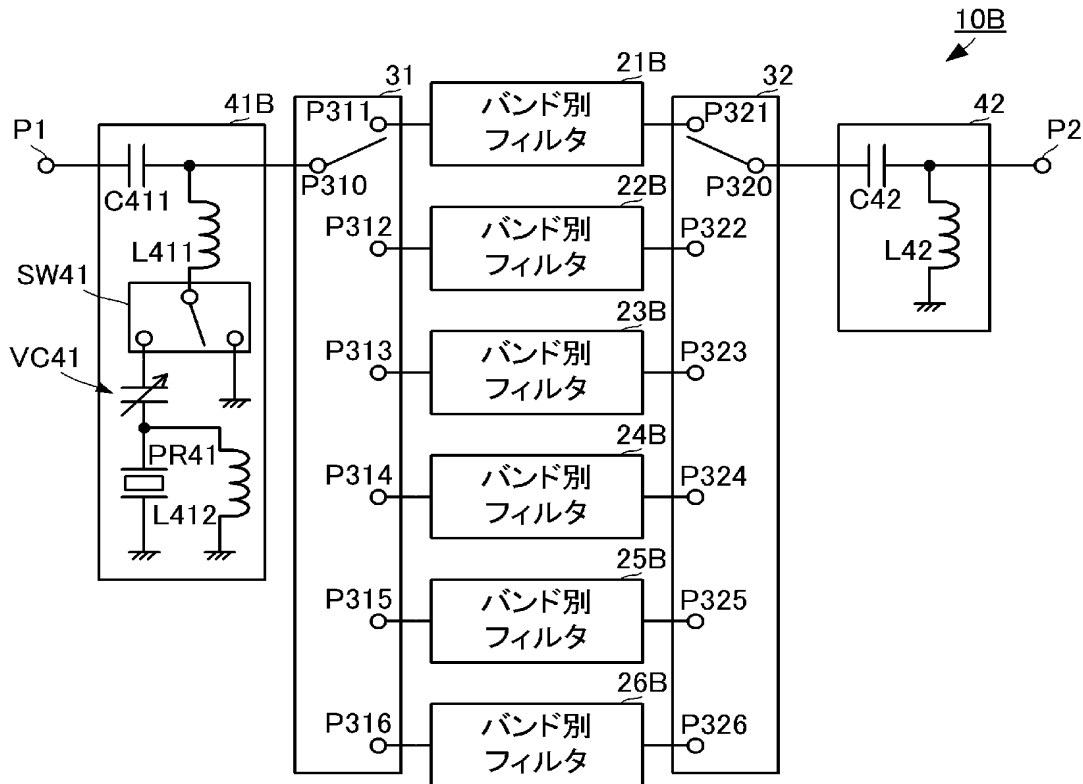 10B
21B
31
32
41B
42
P1
P2
P311
バンド別
フィルタ
P321
C411
P310
P320
C42
22B
L411
P312
バンド別
フィルタ
P322
L42
SW41
23B
VC41
P313
バンド別
フィルタ
P323
24B
PR41
P314
バンド別
フィルタ
P324
L412
25B
P315
バンド別
フィルタ
P325
26B
P316
バンド別
フィルタ
P326